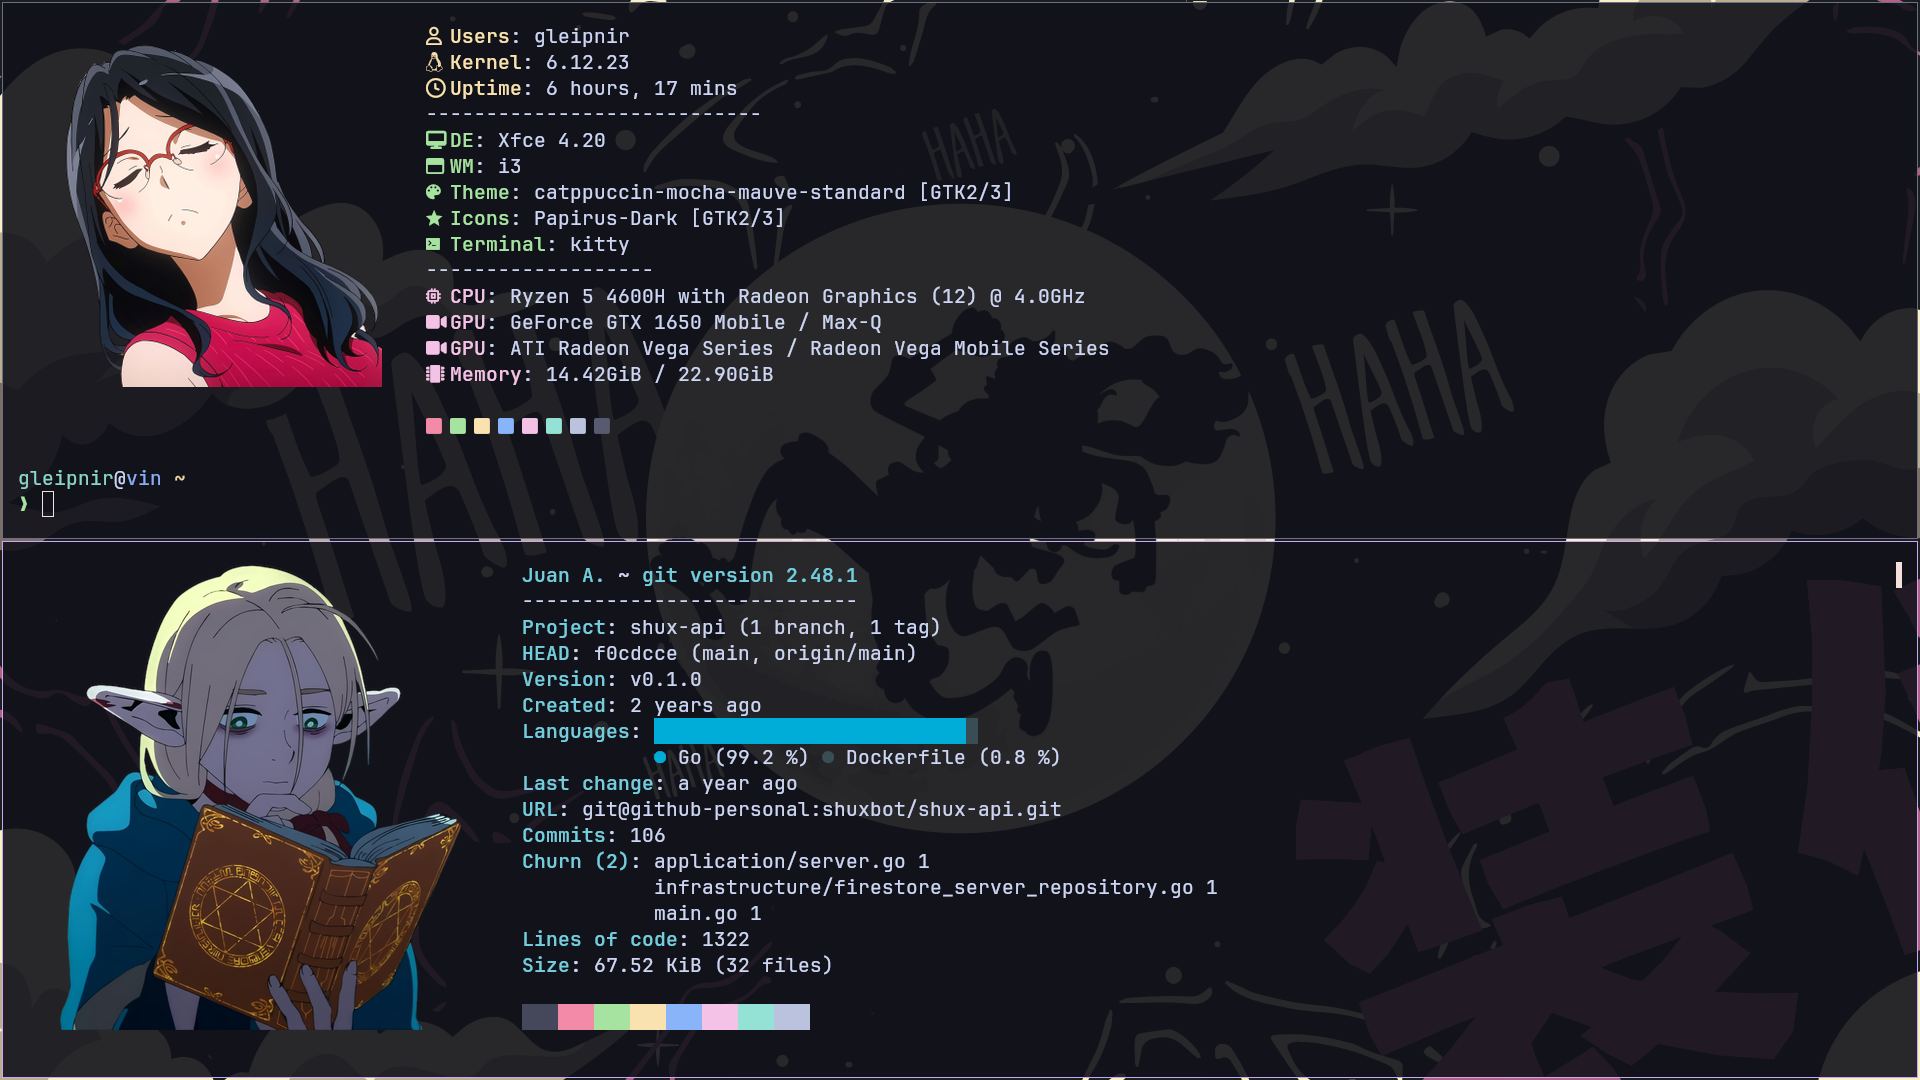 Users: gleipnir
Kernel: 6.12.23
Uptime: 6 hours, 17 mins
----------------------------
DE: Xfce 4.20
WM: i3
Theme: catppuccin-mocha-mauve-standard [GTK2/3]
Icons: Papirus-Dark [GTK2/3]
Terminal: kitty
-------------------
CPU: Ryzen 5 4600H with Radeon Graphics (12) @ 4.0GHz
GPU: GeForce GTX 1650 Mobile / Max-Q
GPU: ATI Radeon Vega Series / Radeon Vega Mobile Series
Memory: 14.42GiB / 22.90GiB
gleipnir@vin ~
❯
HAHA
HAHA
HAHA
Juan A. ~ git version 2.48.1
----------------------------
Project: shux-api (1 branch, 1 tag)
HEAD: f0cdcce (main, origin/main)
Version: v0.1.0
Created: 2 years ago
Languages:
● Go (99.2 %) ● Dockerfile (0.8 %)
Last change: a year ago
URL: git@github-personal:shuxbot/shux-api.git
Commits: 106
Churn (2): application/server.go 1
infrastructure/firestore_server_repository.go 1
main.go 1
Lines of code: 1322
Size: 67.52 KiB (32 files)
HAHA